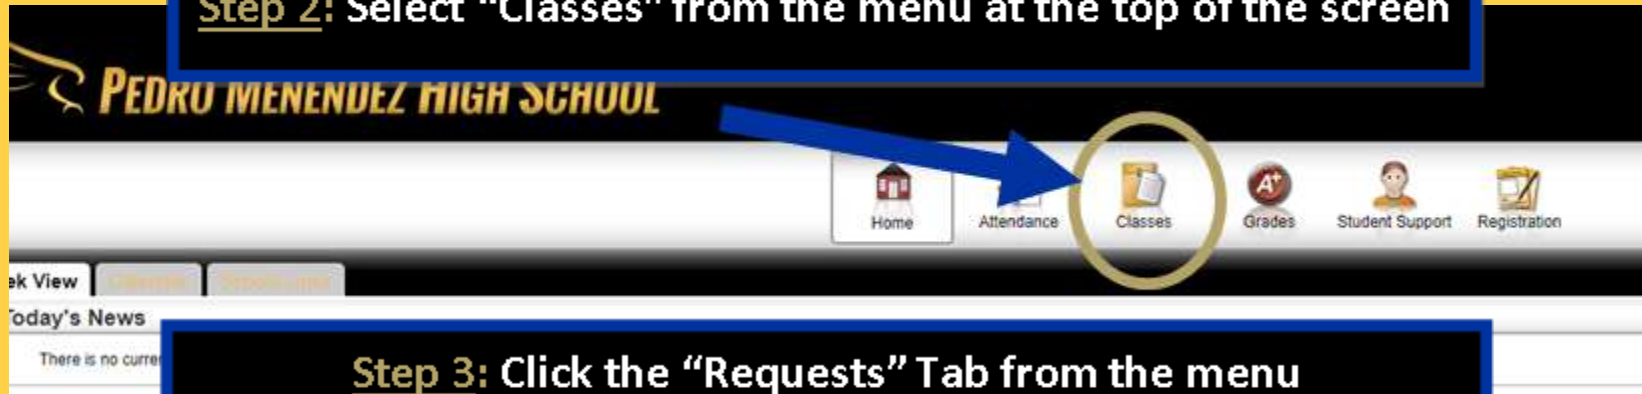 Step 2: Select “Classes” from the menu at the top of the screen
PEDRO MENENDEZ HIGH SCHOOL
Home Attendance Classes Grades Student Support Registration
ek View
Today's News
There is no curre
Step 3: Click the “Requests” Tab from the menu